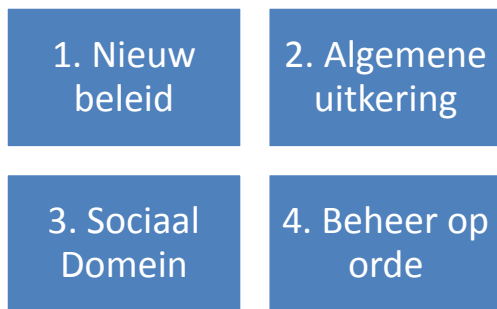 1. Nieuw
beleid
2. Algemene
uitkering
3. Sociaal
Domein
4. Beheer op
orde